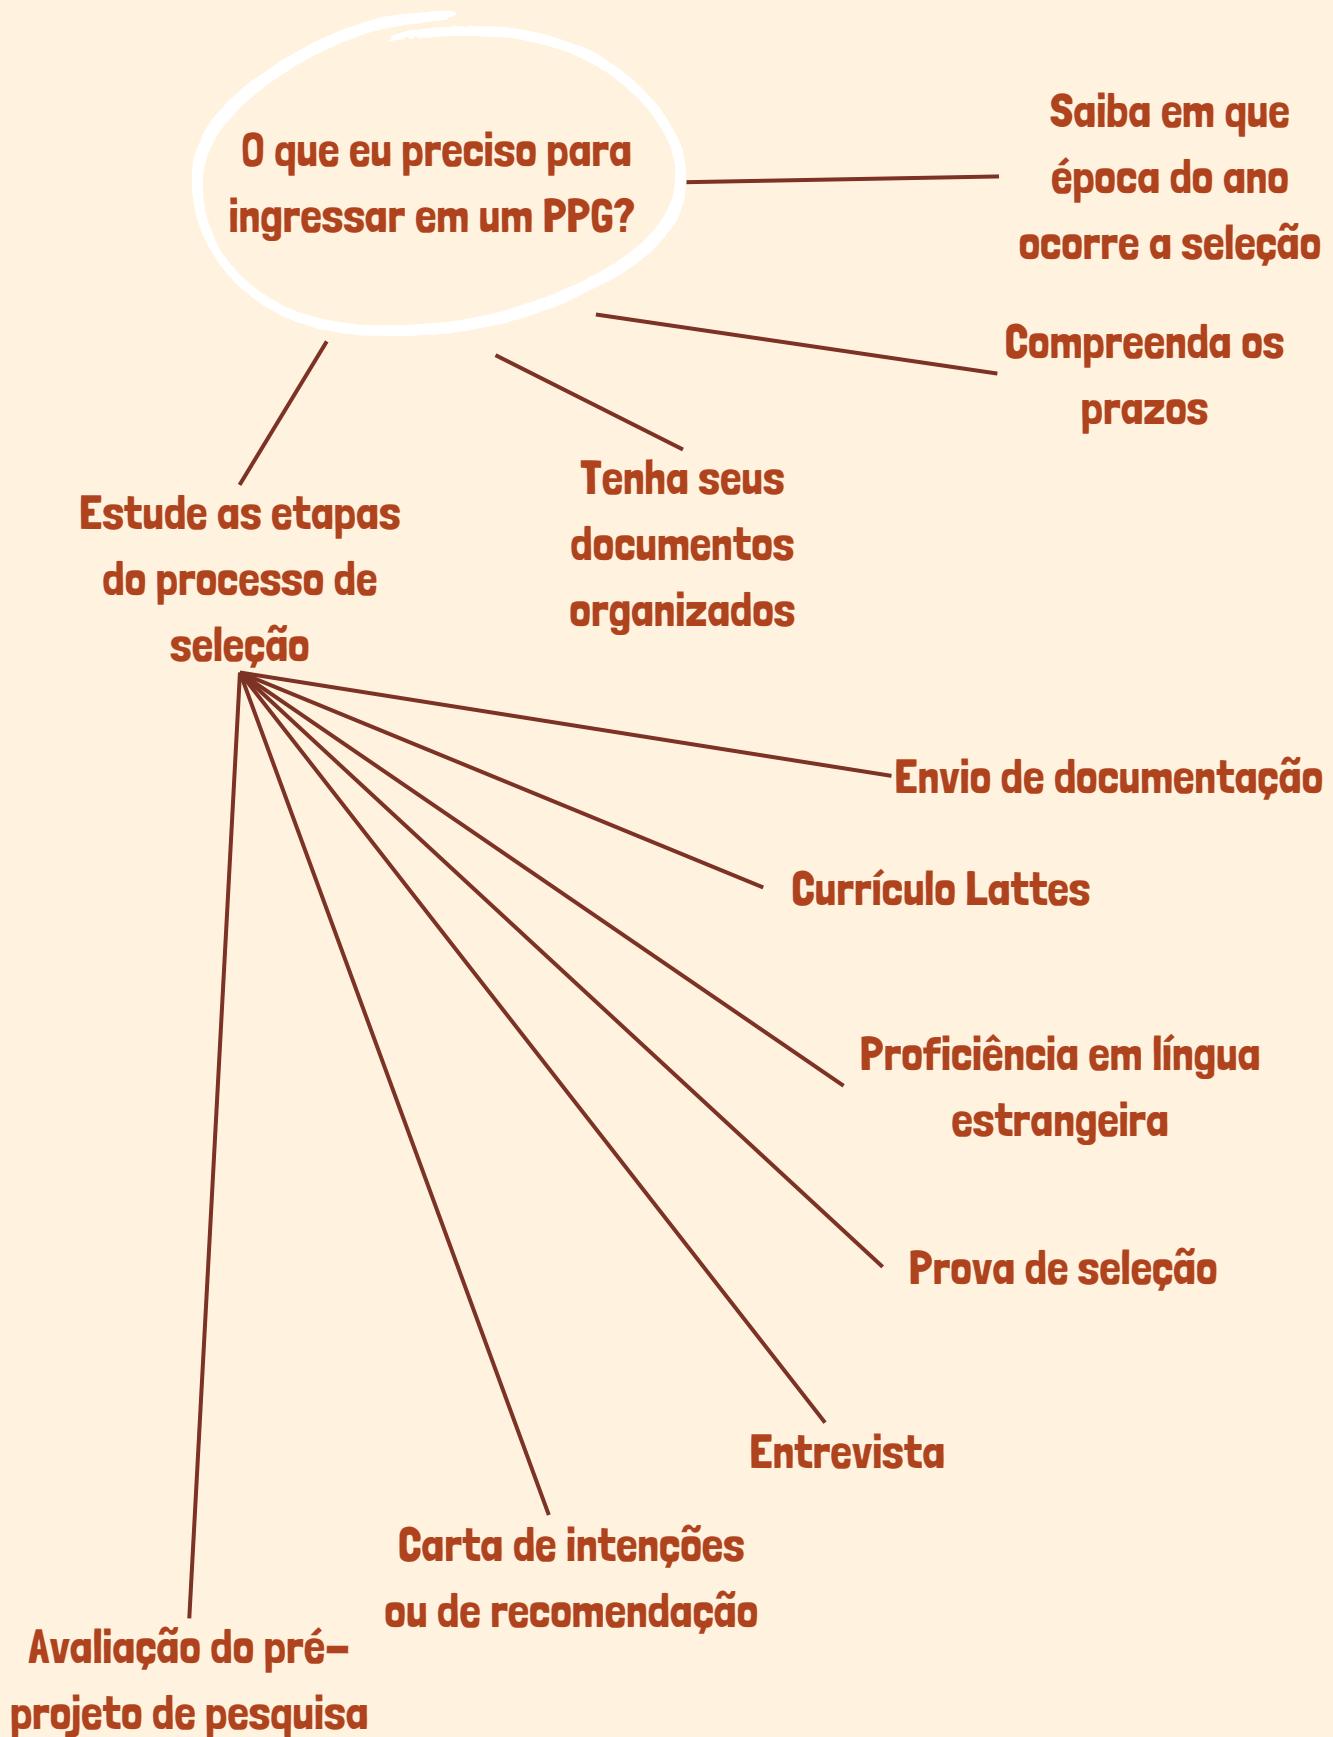 O que eu preciso para
ingressar em um PPG?
Saiba em que
época do ano
ocorre a seleção
Compreenda os
prazos
Tenha seus
documentos
organizados
Estude as etapas
do processo de
seleção
Envio de documentação
Currículo Lattes
Proficiência em língua
estrangeira
Prova de seleção
Entrevista
Carta de intenções
ou de recomendação
Avaliação do pré-
projeto de pesquisa